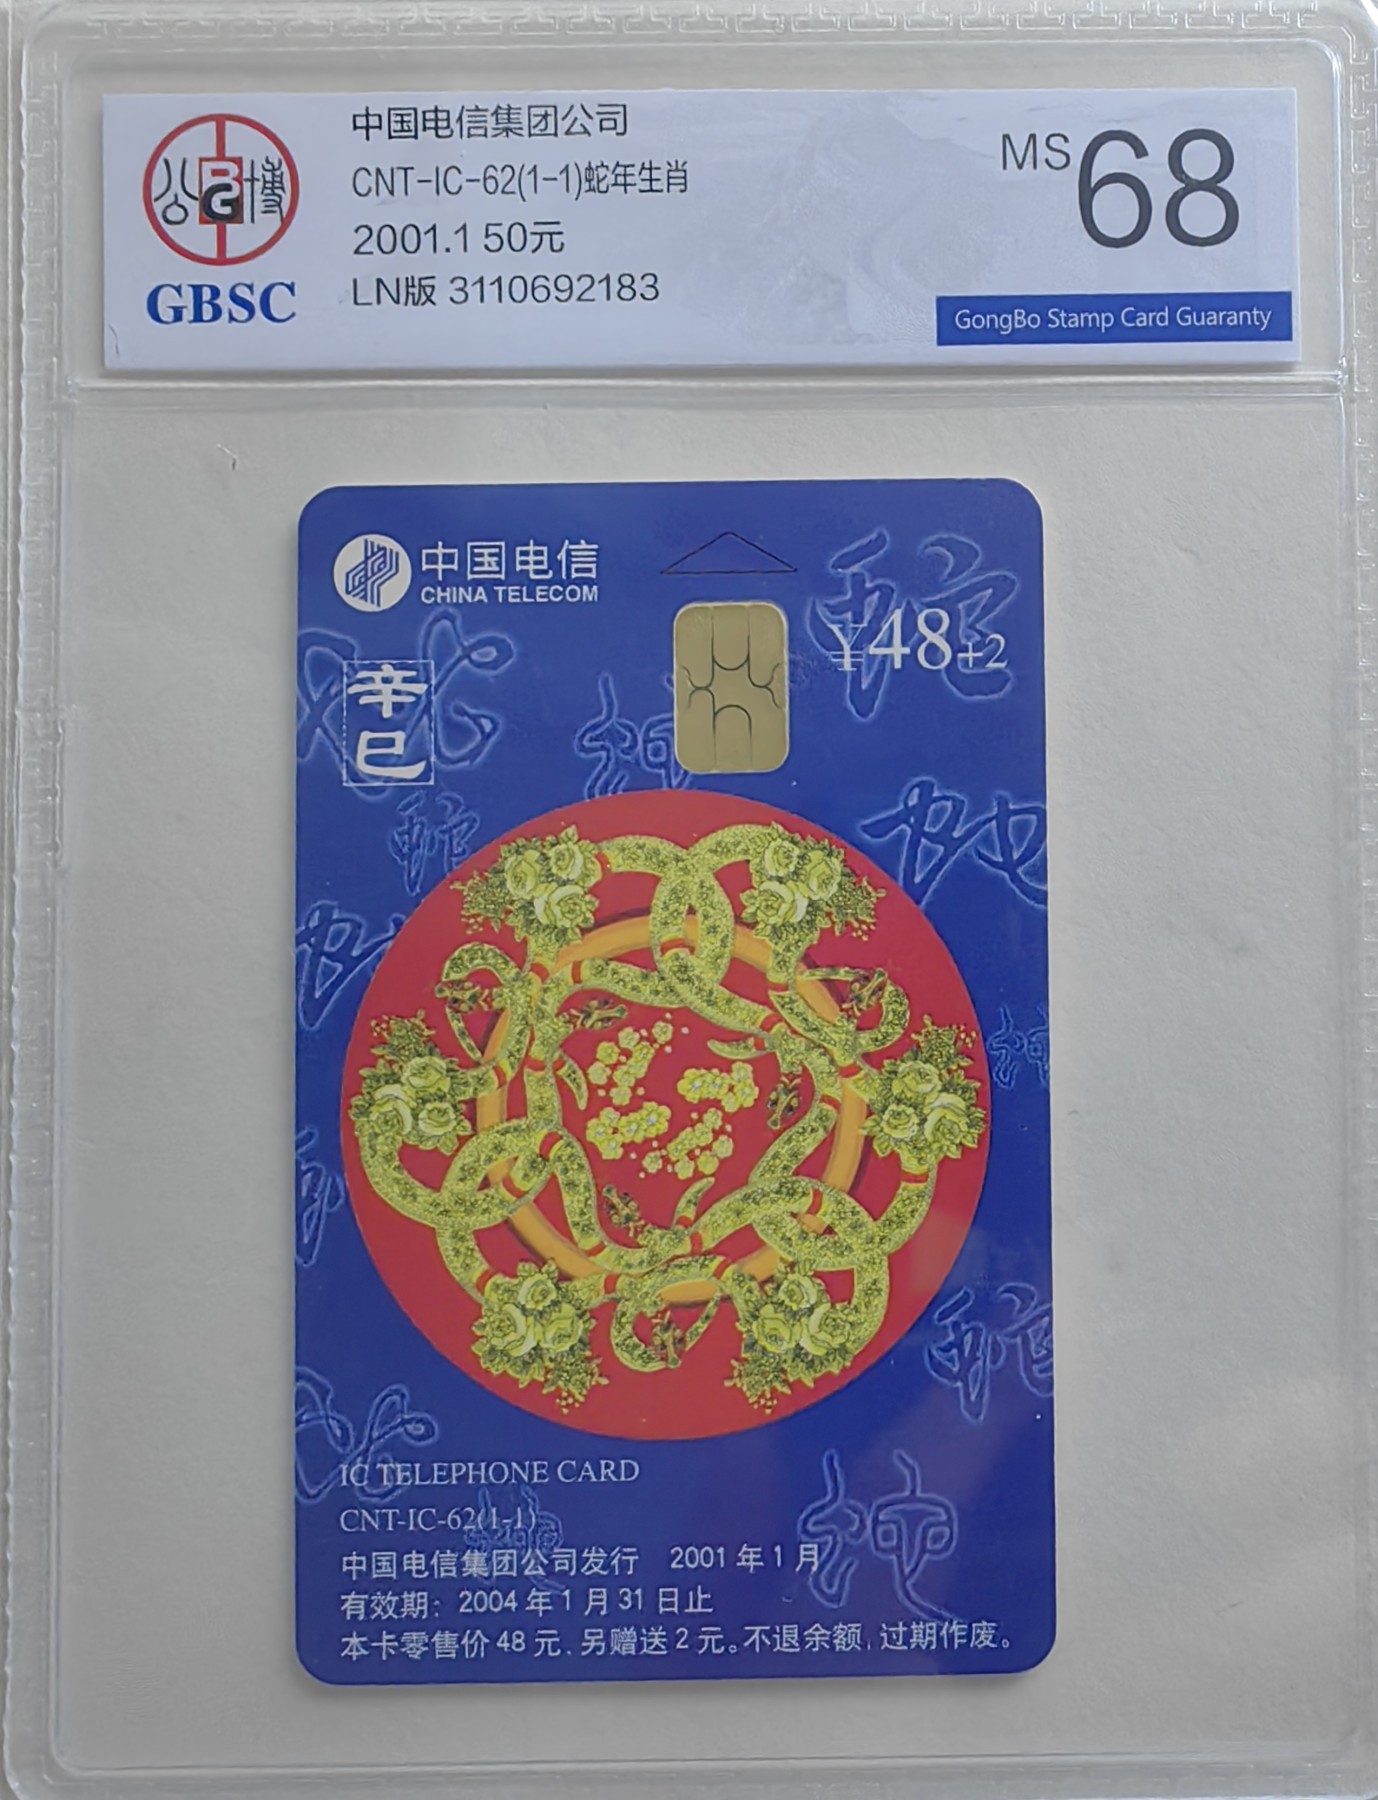 中国电信集团公司
CNT-IC-62(1-1)蛇年生肖
2001.1 50元
LN版 3110692183
公博
BG
GBSC
MS 68
GongBo Stamp Card Guaranty
中国电信
CHINA TELECOM
¥48+2
辛巳
IC TELEPHONE CARD
CNT-IC-62(1-1)
中国电信集团公司发行 2001年1月
有效期：2004年1月31日止
本卡零售价48元，另赠送2元。不退余额，过期作废。